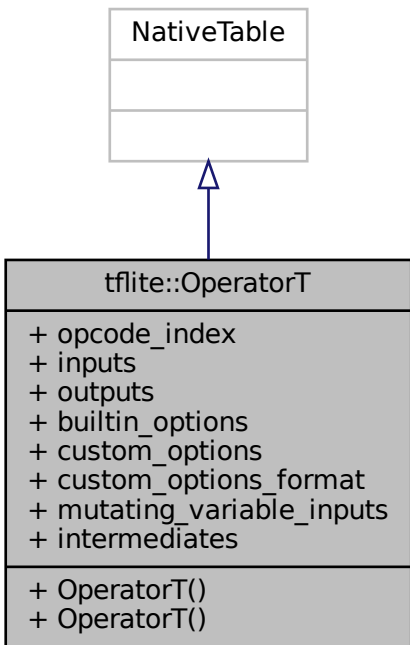 NativeTable
tflite::OperatorT
+ opcode_index
+ inputs
+ outputs
+ builtin_options
+ custom_options
+ custom_options_format
+ mutating_variable_inputs
+ intermediates
+ OperatorT()
+ OperatorT()